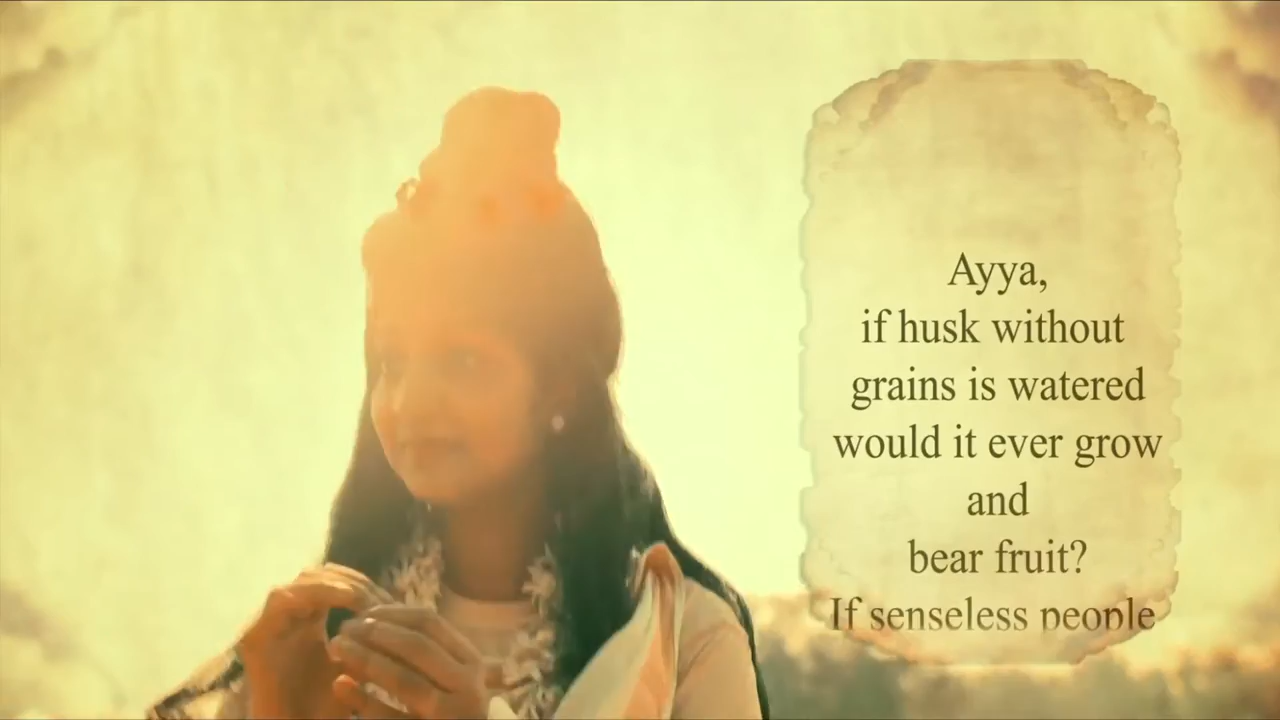 Ayya,
if husk without
grains is watered
would it ever grow
and
bear fruit?
If senseless people